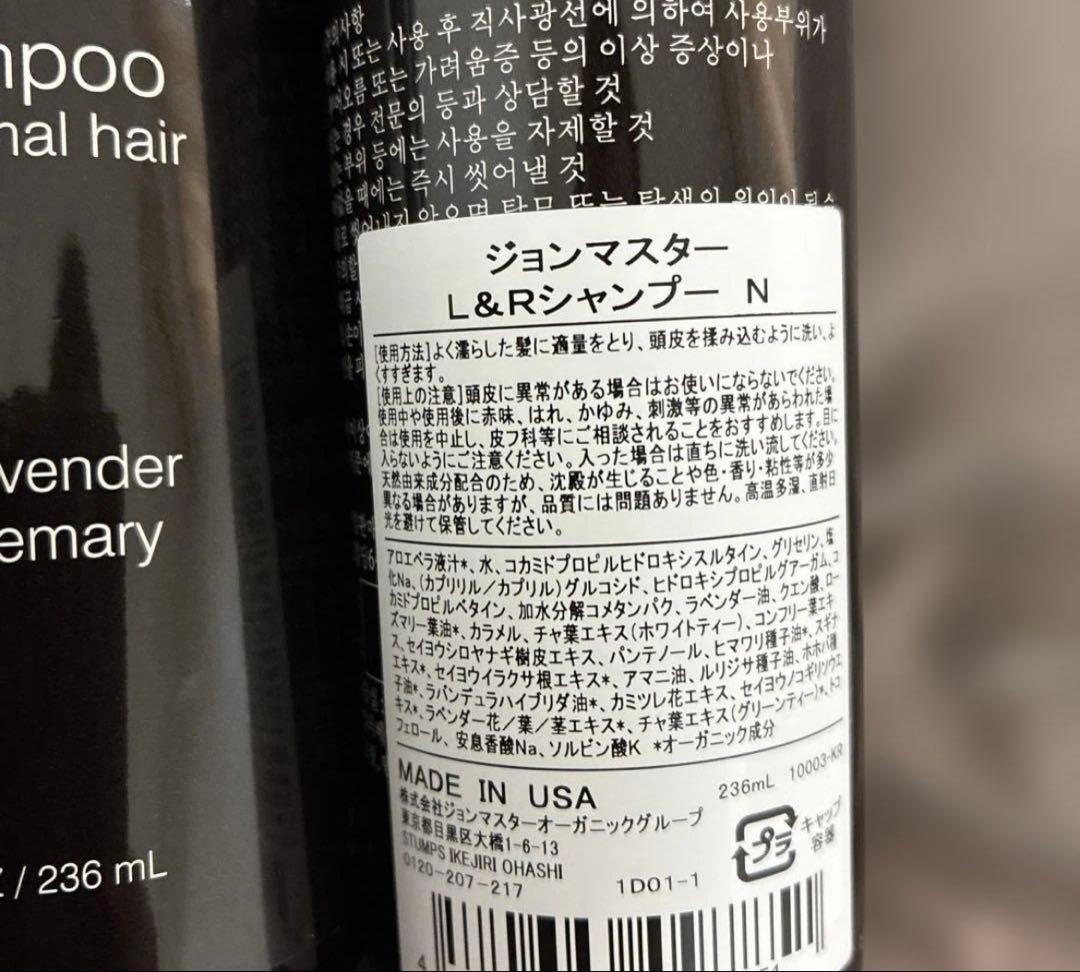 nal hair
/ 236 mL
사용 후 직사광선에 의하여 사용부위가
또는 가려움증 등의 이상 증상이나
전문의 등과 상담할 것
등에는 사용을 자제할 것
때에는 즉시 씻어낼 것
ジョンマスター
L&Rシャンプー N
[使用方法]よく濡らした髪に適量をとり、頭皮を揉み込むように洗い、よ
くすすぎます。
[使用上の注意]頭皮に異常がある場合はお使いにならないでください。
使用中や使用後に赤味、はれ、かゆみ、刺激等の異常があらわれた場
合は使用を中止し、皮フ科等にご相談されることをおすすめします。目に
入らないようにご注意ください。入った場合は直ちに洗い流してください。
天然由来成分配合のため、沈殿が生じることや色・香り・粘性等が多少
異なる場合がありますが、品質には問題ありません。高温多湿、直射日
光を避けて保管してください。
アロエベラ液汁*、水、コカミドプロピルヒドロキシスルタイン、グリセリン、塩
化Na、(カプリリル／カプリル)グルコシド、ヒドロキシプロピルグアーガム、コ
カミドプロピルベタイン、加水分解コメタンパク、ラベンダー油、クエン酸、ロー
ズマリー葉油*、カラメル、チャ葉エキス(ホワイトティー)、コンフリー葉エキ
ス、セイヨウシロヤナギ樹皮エキス、パンテノール、ヒマワリ種子油*、スギナ
エキス*、セイヨウイラクサ根エキス*、アマニ油、ルリジサ種子油、ホホバ種
子油*、ラバンデュラハイブリダ油*、カミツレ花エキス、セイヨウノコギリソウエ
キス*、ラベンダー花／葉／茎エキス*、チャ葉エキス(グリーンティー)*、トコ
フェロール、安息香酸Na、ソルビン酸K *オーガニック成分
MADE IN USA 236mL 10003-KR
株式会社ジョンマスターオーガニックグループ
東京都目黒区大橋1-6-13
STUMPS IKEJIRI OHASHI
0120-207-217
1D01-1
プラ
キャップ
容器